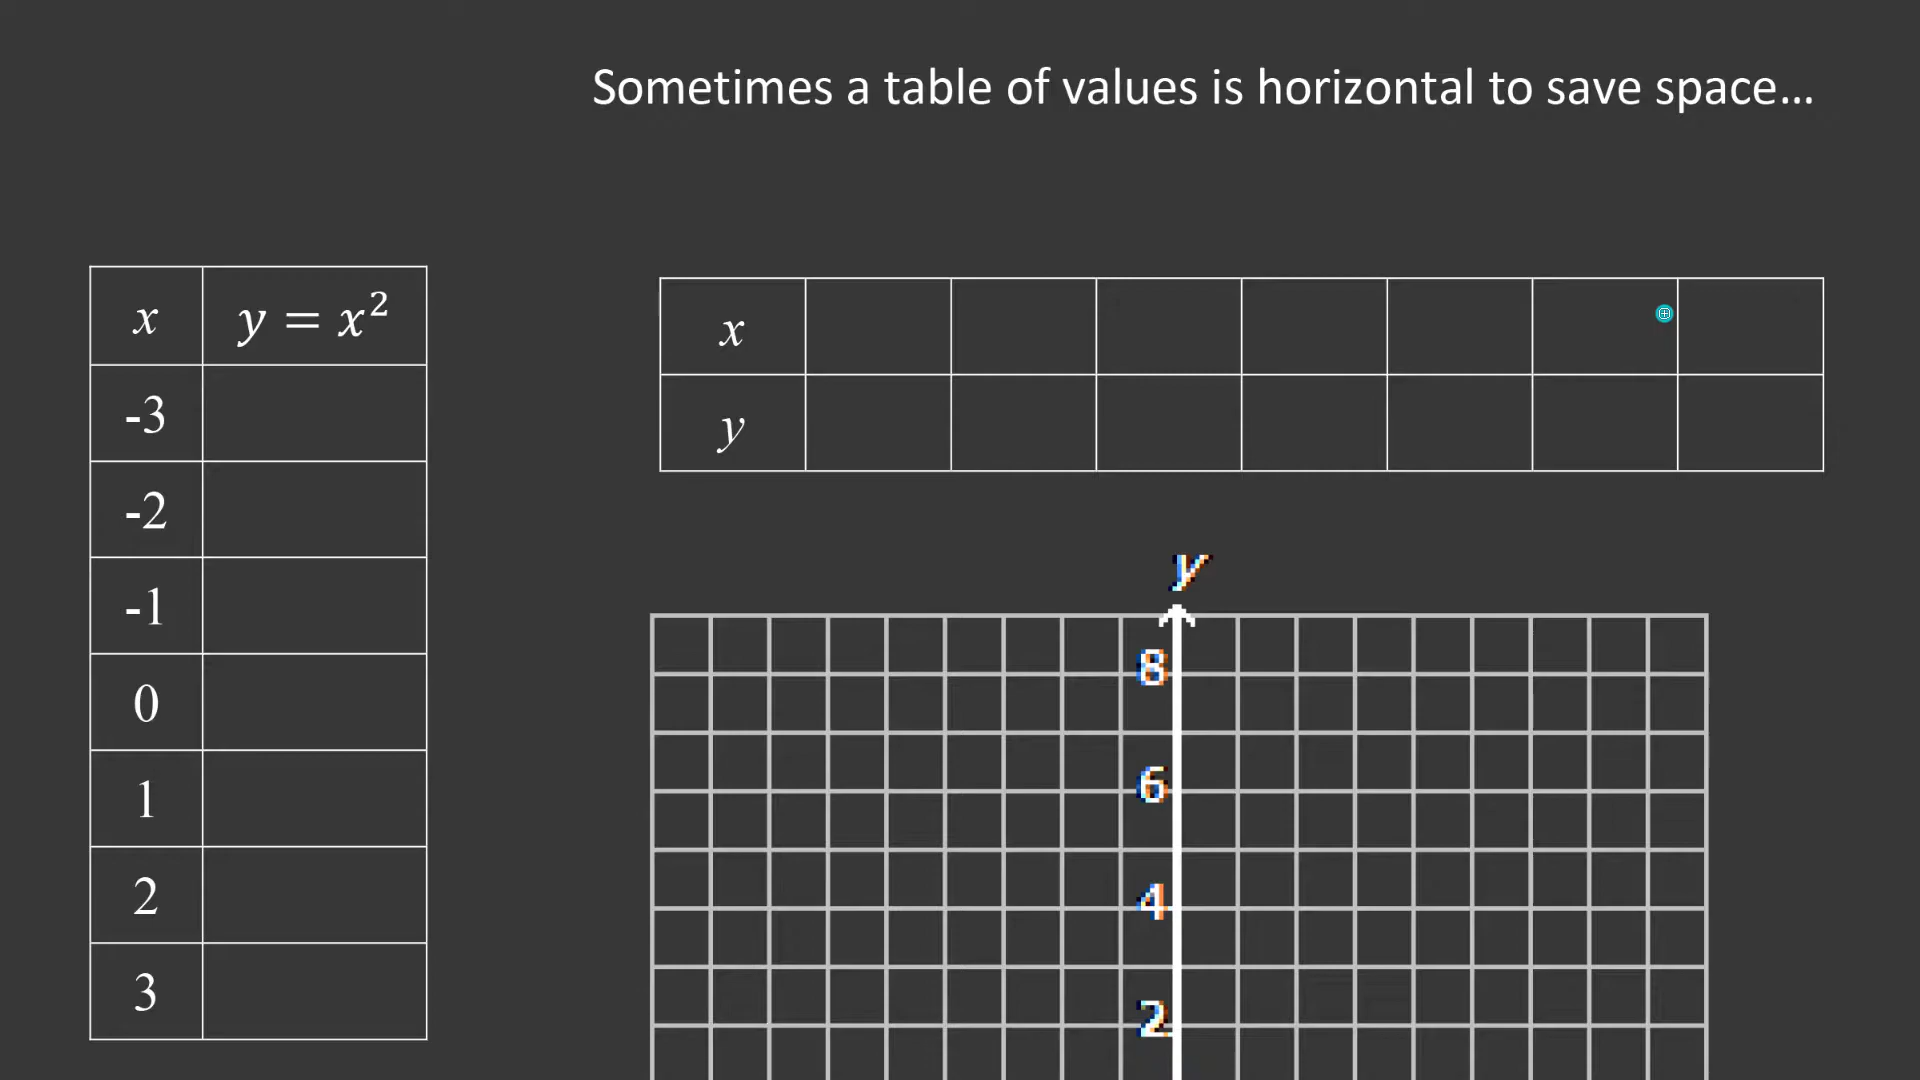 Sometimes a table of values is horizontal to save space...
x y = x²
-3
-2
-1
0
1
2
3
x
y
y
8
6
4
2